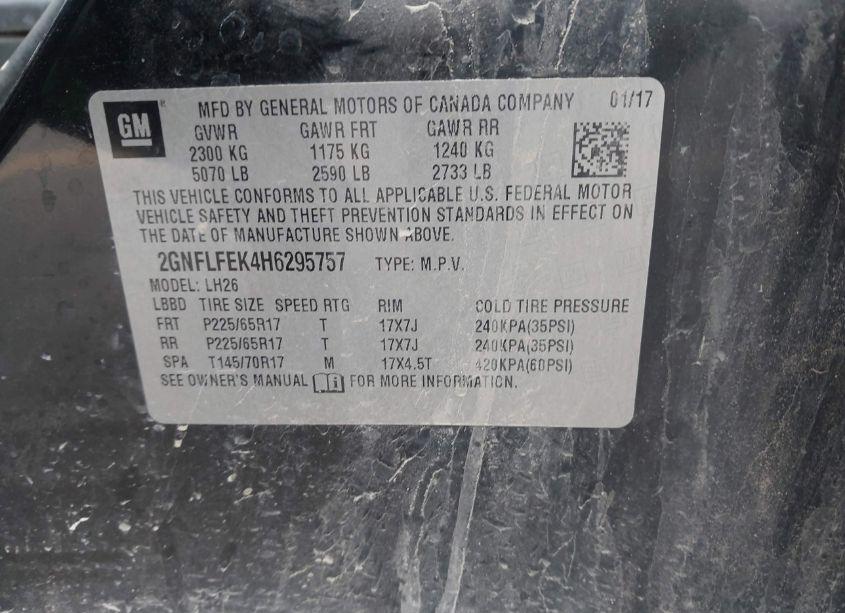 GM MFD BY GENERAL MOTORS OF CANADA COMPANY 01/17
GVWR GAWR FRT GAWR RR
2300 KG 1175 KG 1240 KG
5070 LB 2590 LB 2733 LB
THIS VEHICLE CONFORMS TO ALL APPLICABLE U.S. FEDERAL MOTOR
VEHICLE SAFETY AND THEFT PREVENTION STANDARDS IN EFFECT ON
THE DATE OF MANUFACTURE SHOWN ABOVE.
2GNFLFEK4H6295757 TYPE: M.P.V.
MODEL: LH26
LBBD TIRE SIZE SPEED RTG RIM COLD TIRE PRESSURE
FRT P225/65R17 T 17X7J 240KPA(35PSI)
RR P225/65R17 T 17X7J 240KPA(35PSI)
SPA T145/70R17 M 17X4.5T 420KPA(60PSI)
SEE OWNER'S MANUAL FOR MORE INFORMATION.